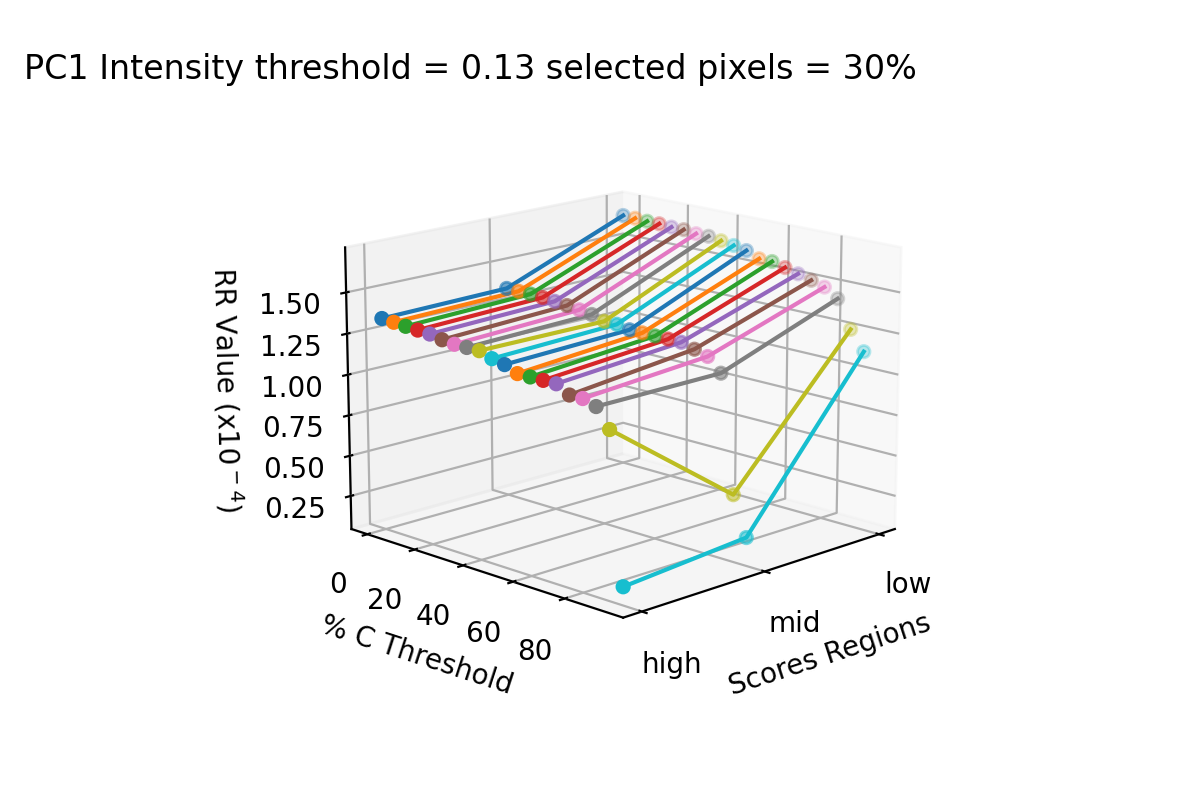 PC1 Intensity threshold = 0.13 selected pixels = 30%
RR Value (x10⁻⁴)
1.50
1.25
1.00
0.75
0.50
0.25
0
20
40
60
80
% C Threshold
high
mid
low
Scores Regions